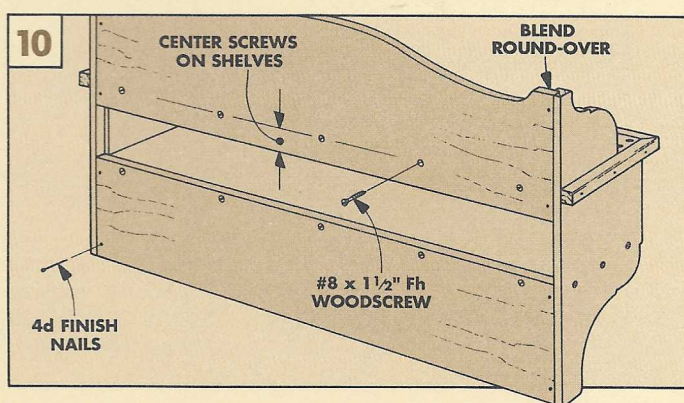 10
CENTER SCREWS
ON SHELVES
BLEND
ROUND-OVER
#8 x 1½" Fh
WOODSCREW
4d FINISH
NAILS